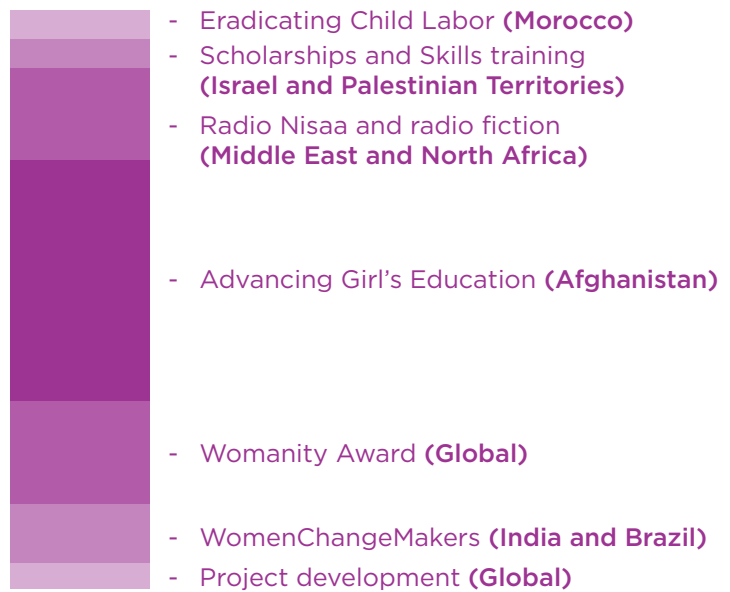 - Eradicating Child Labor (Morocco)
- Scholarships and Skills training
(Israel and Palestinian Territories)
- Radio Nisaa and radio fiction
(Middle East and North Africa)
- Advancing Girl’s Education (Afghanistan)
- Womanity Award (Global)
- WomenChangeMakers (India and Brazil)
- Project development (Global)